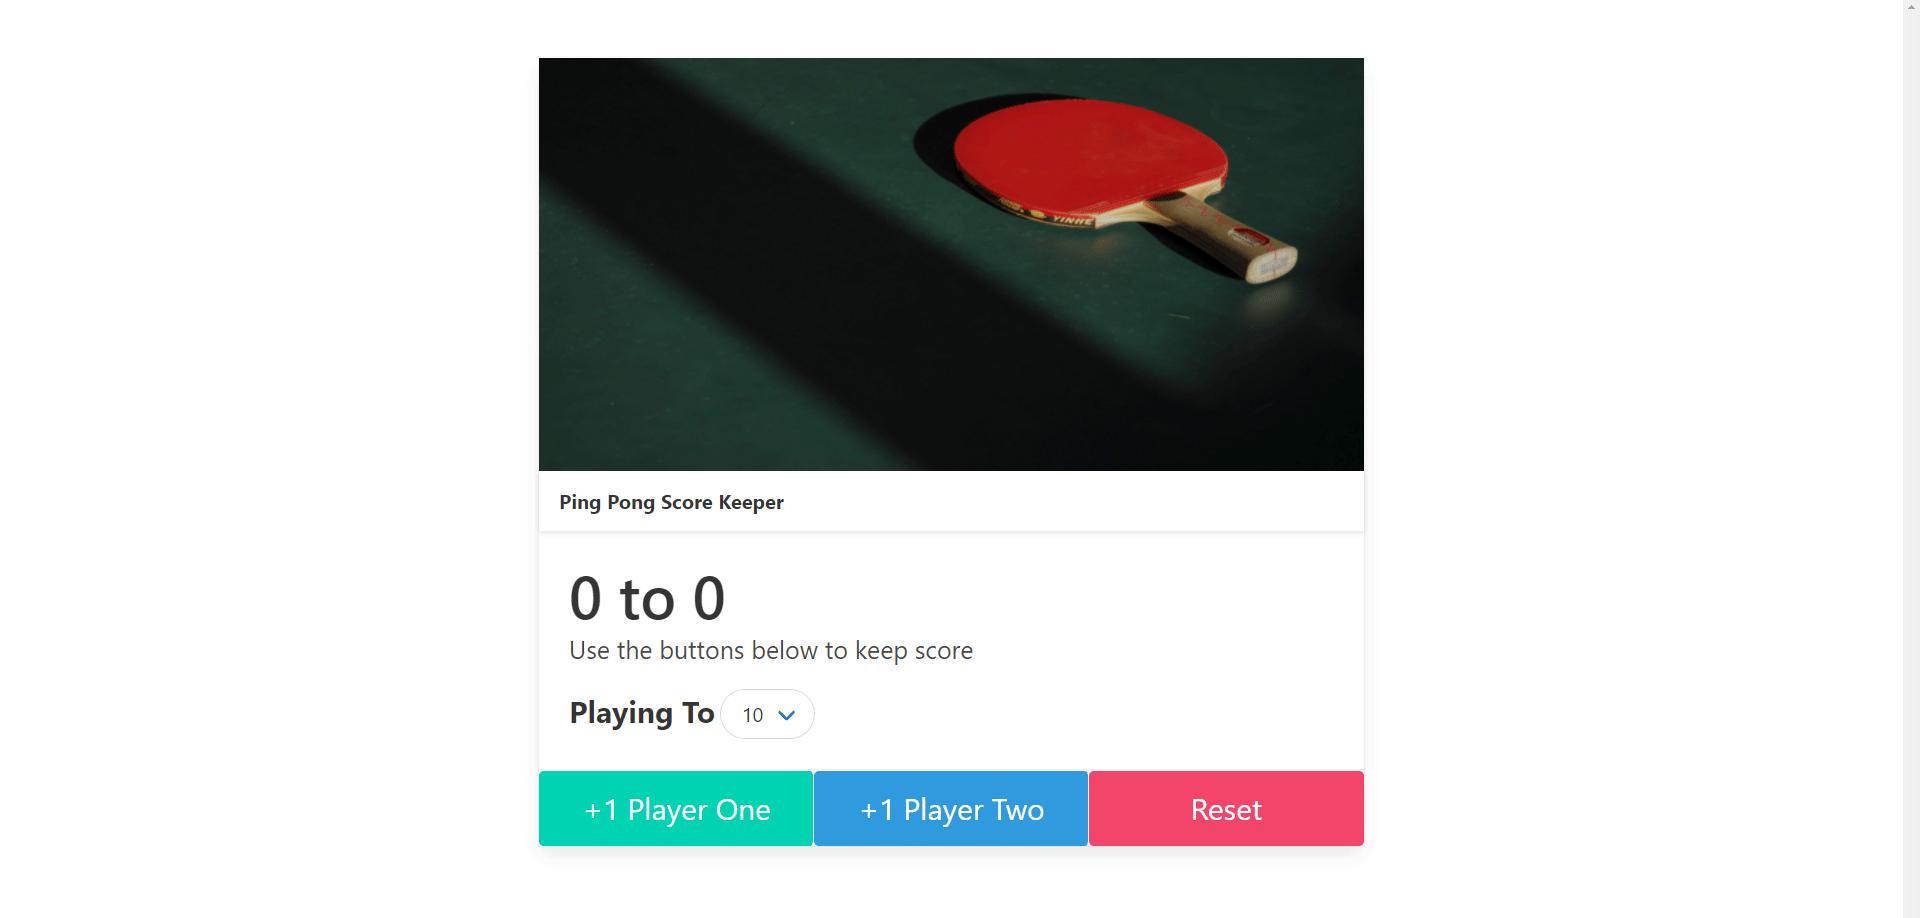 YINHE
Ping Pong Score Keeper
0 to 0
Use the buttons below to keep score
Playing To 10
+1 Player One
+1 Player Two
Reset